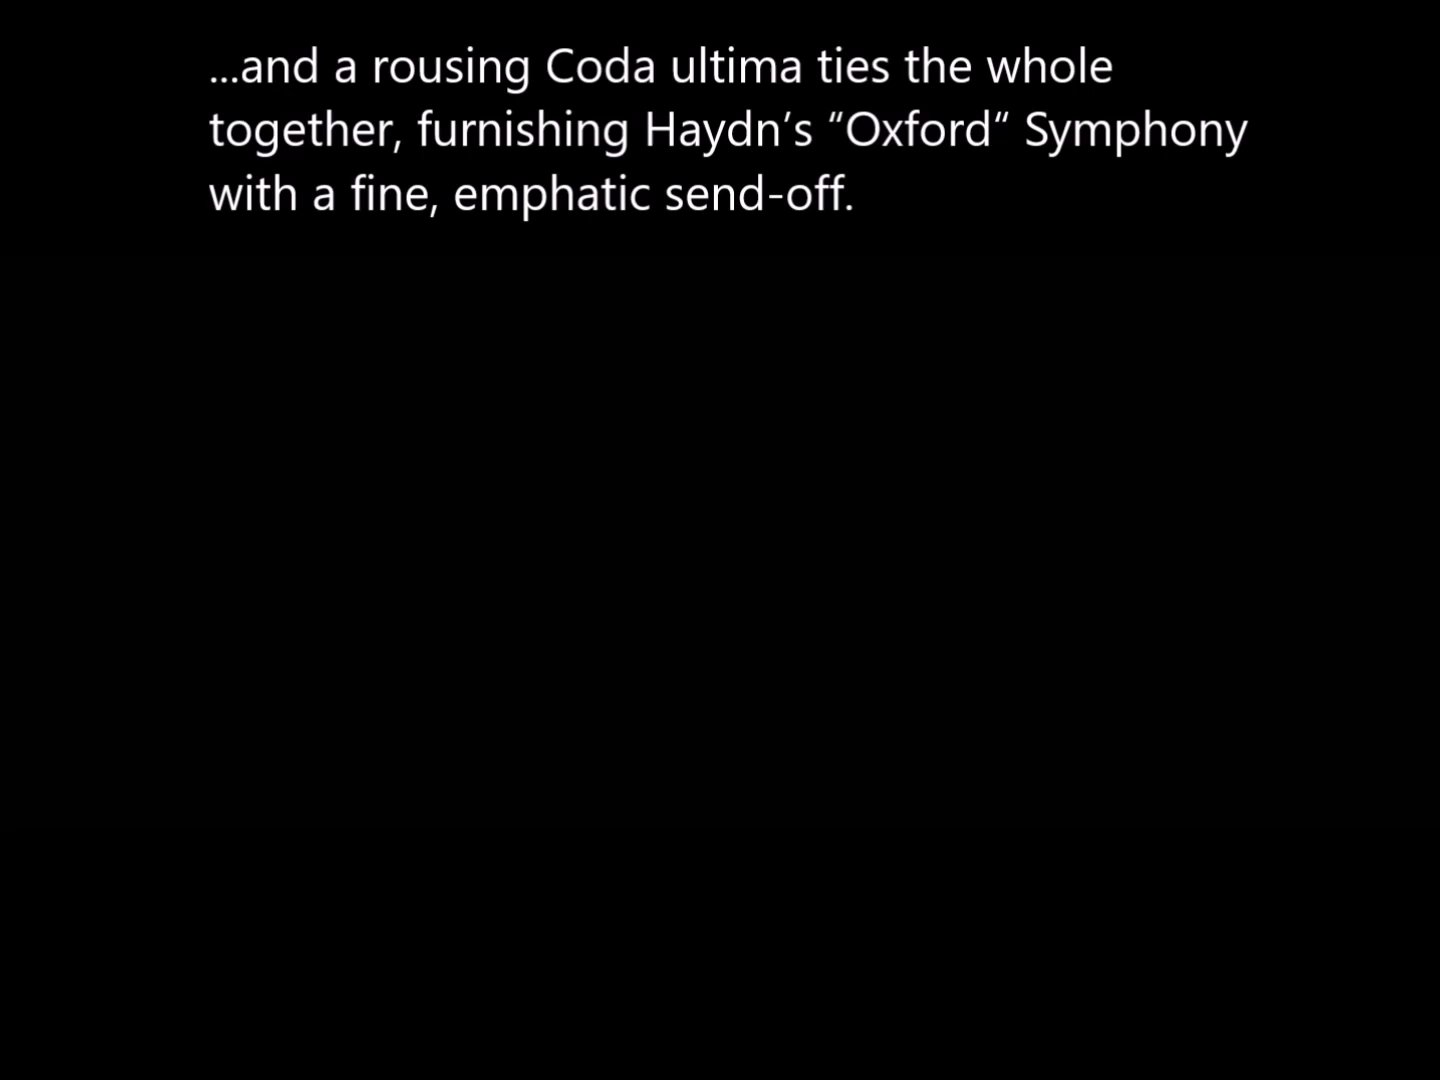 ...and a rousing Coda ultima ties the whole
together, furnishing Haydn’s “Oxford“ Symphony
with a fine, emphatic send-off.